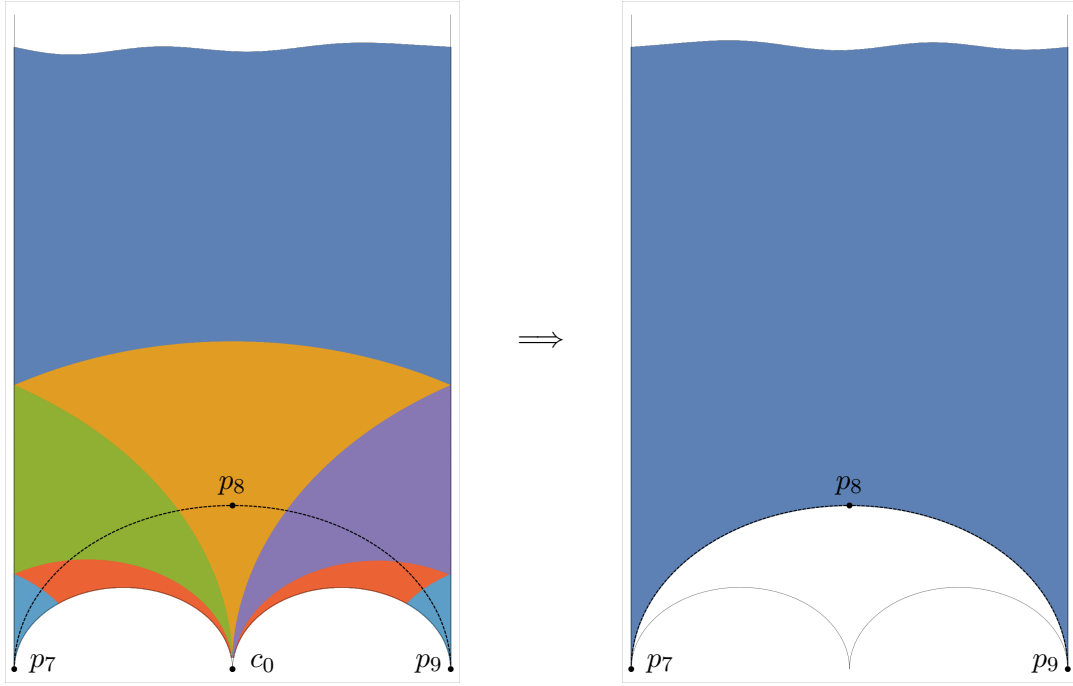 p₈
p₇ c₀ p₉
⟹
p₈
p₇ p₉